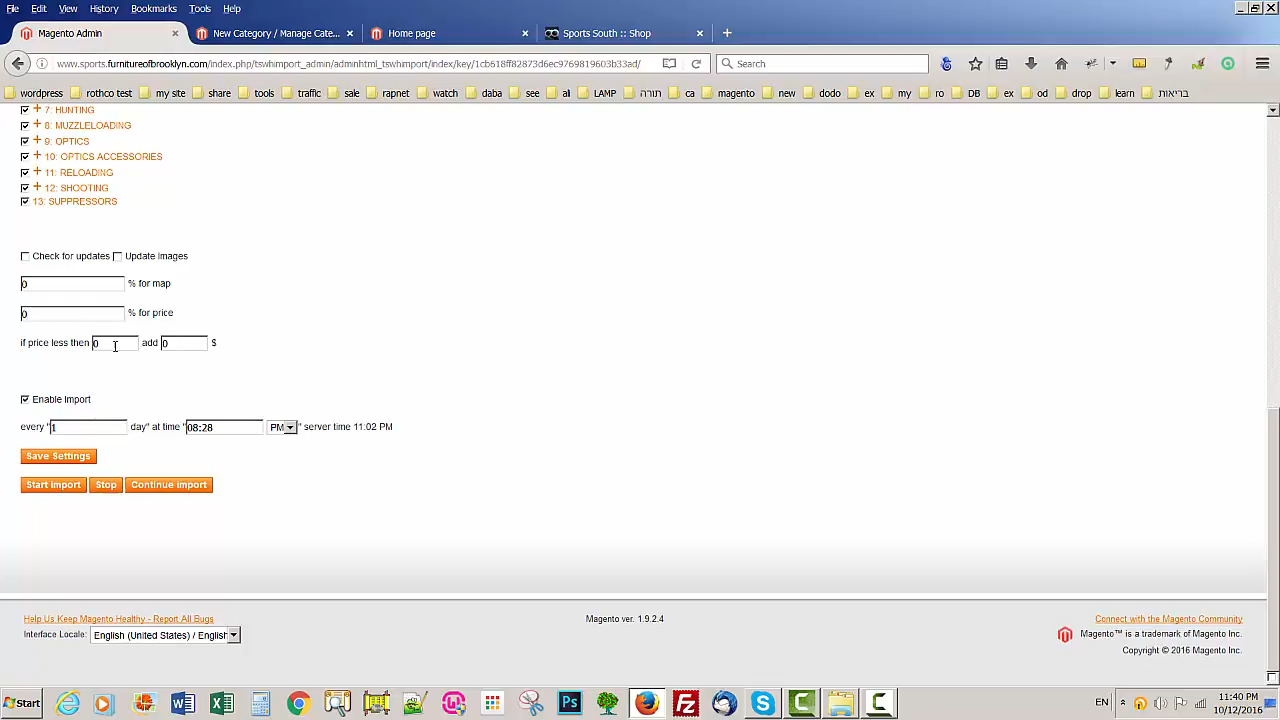 File Edit View History Bookmarks Tools Help
Magento Admin × New Category / Manage Cate... × Home page × Sports South :: Shop × +
www.sports.furnitureofbrooklyn.com/index.php/tswhimport_admin/adminhtml_tswhimport/index/key/1cb618ff82873d6ec9769819603b33ad/ Search
wordpress rothco test my site share tools traffic sale rapnet watch daba see ali LAMP תורה ca magento new dodo ex my ro DB ex od drop learn בריאות
7: HUNTING
8: MUZZLELOADING
9: OPTICS
10: OPTICS ACCESSORIES
11: RELOADING
12: SHOOTING
13: SUPPRESSORS
Check for updates Update Images
0 % for map
0 % for price
if price less then 0 add 0 $
Enable Import
every "1 day" at time "08:28 PM" server time 11:02 PM
Save Settings
Start import Stop Continue import
Help Us Keep Magento Healthy - Report All Bugs Magento ver. 1.9.2.4 Connect with the Magento Community
Interface Locale: English (United States) / English Magento™ is a trademark of Magento Inc.
Copyright © 2016 Magento Inc.
Start EN 11:40 PM
10/12/2016